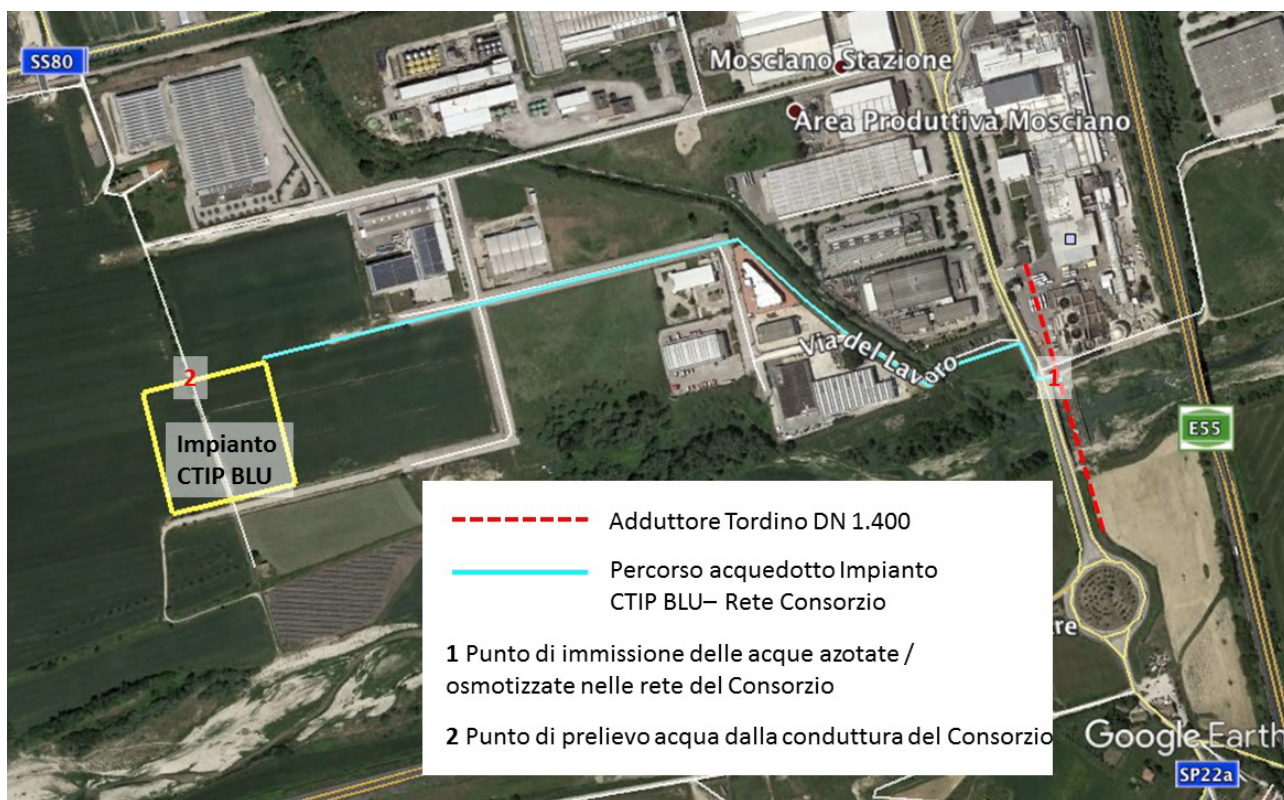 SS80
Mosciano Stazione
Area Produttiva Mosciano
Via del Lavoro
1
2
Impianto
CTIP BLU
E55
Adduttore Tordino DN 1.400
Percorso acquedotto Impianto
CTIP BLU– Rete Consorzio
1 Punto di immissione delle acque azotate /
osmotizzate nelle rete del Consorzio
2 Punto di prelievo acqua dalla conduttura del Consorzio
Google Earth
SP22a